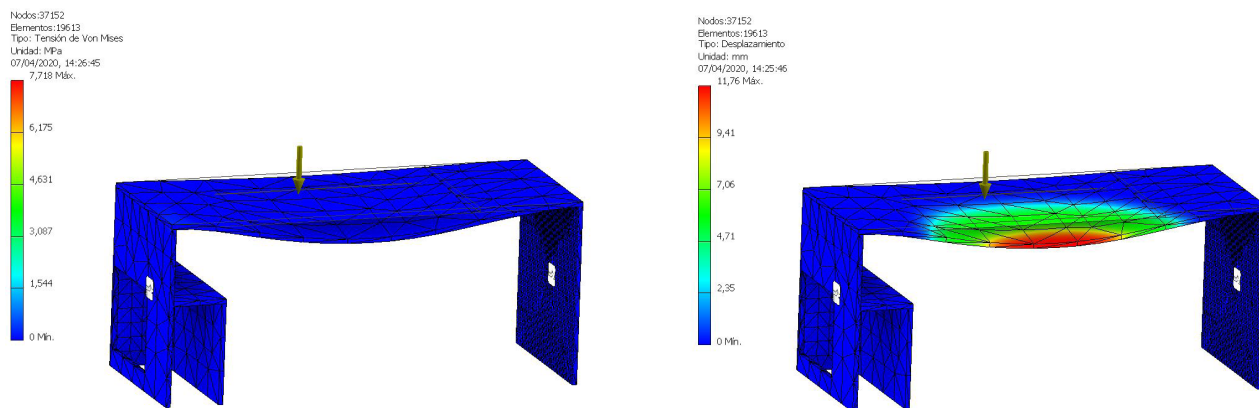 Nodos:37152
Elementos:19613
Tipo: Tensión de Von Mises
Unidad: MPa
07/04/2020, 14:26:45
7,718 Máx.
6,175
4,631
3,087
1,544
0 Mín.
Nodos:37152
Elementos:19613
Tipo: Desplazamiento
Unidad: mm
07/04/2020, 14:25:46
11,76 Máx.
9,41
7,06
4,71
2,35
0 Mín.